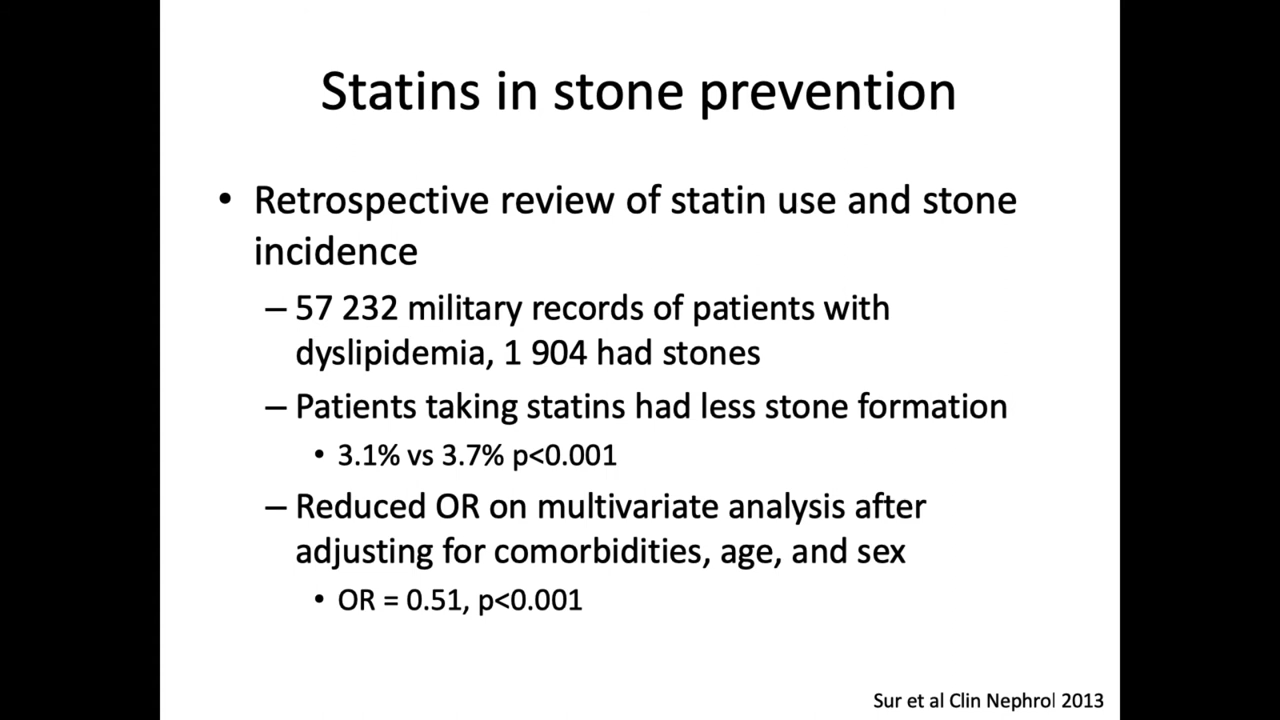 Statins in stone prevention
• Retrospective review of statin use and stone
incidence
– 57 232 military records of patients with
dyslipidemia, 1 904 had stones
– Patients taking statins had less stone formation
• 3.1% vs 3.7% p<0.001
– Reduced OR on multivariate analysis after
adjusting for comorbidities, age, and sex
• OR = 0.51, p<0.001
Sur et al Clin Nephrol 2013